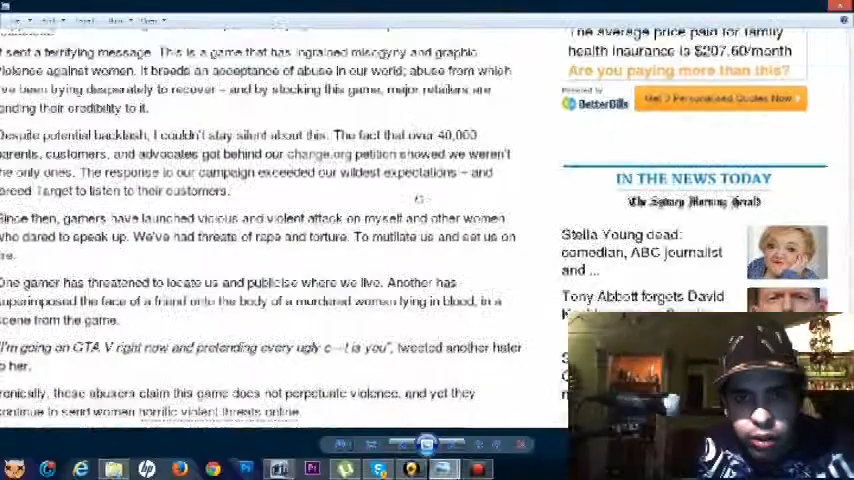 sent a terrifying message. This is a game that has ingrained misogyny and graphic
violence against women. It breeds an acceptance of abuse in our world; abuse from which
ve been trying desperately to recover – and by stocking this game, major retailers are
ending their credibility to it.
Despite potential backlash, I couldn't stay silent about this. The fact that over 40,000
parents, customers, and advocates got behind our change.org petition showed we weren't
he only ones. The response to our campaign exceeded our wildest expectations – and
orced Target to listen to their customers.
Since then, gamers have launched vicious and violent attack on myself and other women
who dared to speak up. We've had threats of rape and torture. To mutilate us and set us on
re.
One gamer has threatened to locate us and publicise where we live. Another has
superimposed the face of a friend onto the body of a murdered woman lying in blood, in a
scene from the game.
"I'm going on GTA V right now and pretending every ugly c--t is you", tweeted another hater
o her.
ronically, these abusers claim this game does not perpetuate violence, and yet they
continue to send woman horrific violent threats online.
The average price paid for family
health insurance is $207.60/month
Are you paying more than this?
Powered by
BetterBills
Get 3 Personalised Quotes Now
IN THE NEWS TODAY
The Sydney Morning Herald
Stella Young dead:
comedian, ABC journalist
and ...
Tony Abbott forgets David